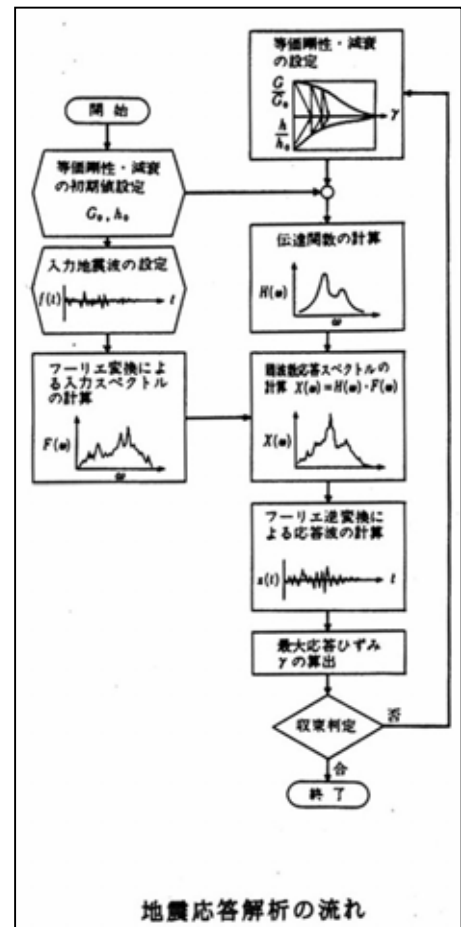 開始
等価剛性・減衰
の初期値設定
G₀, h₀
入力地震波の設定
f(t)
t
フーリエ変換によ
る入力スペクトル
の計算
F(ω)
ω
等価剛性・減衰
の設定
G/G₀
γ
h/h₀
伝達関数の計算
H(ω)
ω
周波数応答スペクトルの
計算 X(ω)=H(ω)・F(ω)
X(ω)
ω
フーリエ逆変換に
よる応答波の計算
x(t)
t
最大応答ひずみ
γの算出
収束判定
否
合
終了
地震応答解析の流れ